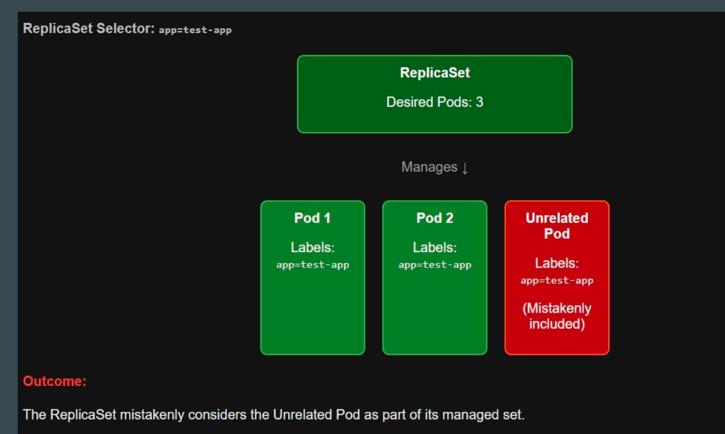 ReplicaSet Selector: app=test-app
ReplicaSet
Desired Pods: 3
Manages ↓
Pod 1
Labels:
app=test-app
Pod 2
Labels:
app=test-app
Unrelated
Pod
Labels:
app=test-app
(Mistakenly
included)
Outcome:
The ReplicaSet mistakenly considers the Unrelated Pod as part of its managed set.